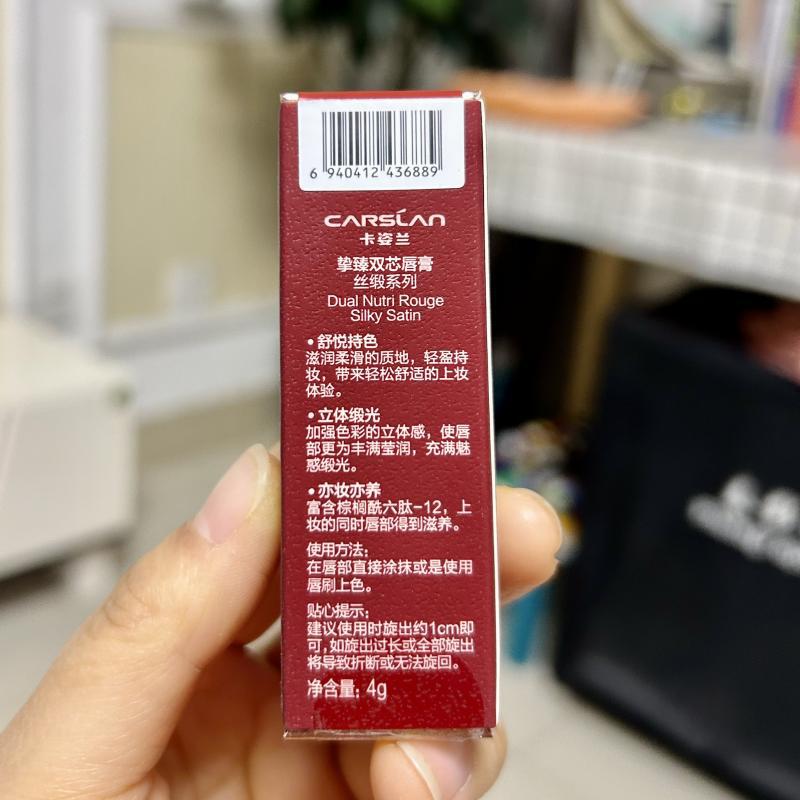 6 940412 436889
CARSLAN
卡姿兰
挚臻双芯唇膏
丝缎系列
Dual Nutri Rouge
Silky Satin
•舒悦持色
滋润柔滑的质地，轻盈持
妆，带来轻松舒适的上妆
体验。
•立体缎光
加强色彩的立体感，使唇
部更为丰满莹润，充满魅
惑缎光。
•亦妆亦养
富含棕榈酰六肽-12，上
妆的同时唇部得到滋养。
使用方法：
在唇部直接涂抹或是使用
唇刷上色。
贴心提示：
建议使用时旋出约1cm即
可，如旋出过长或全部旋出
将导致折断或无法旋回。
净含量：4g